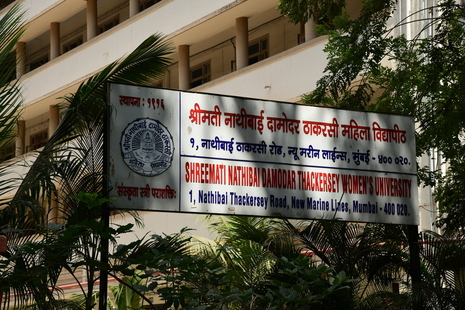 स्थापना : १९१६
संस्कृता स्त्री पराशक्तिः
श्रीमती नाथीबाई दामोदर ठाकरसी महिला विद्यापीठ
१, नाथीबाई ठाकरसी रोड, न्यू मरीन लाईन्स, मुंबई - ४०० ०२०.
SHREEMATI NATHIBAI DAMODAR THACKERSEY WOMEN'S UNIVERSITY
1, Nathibai Thackersey Road, New Marine Lines, Mumbai - 400 020.